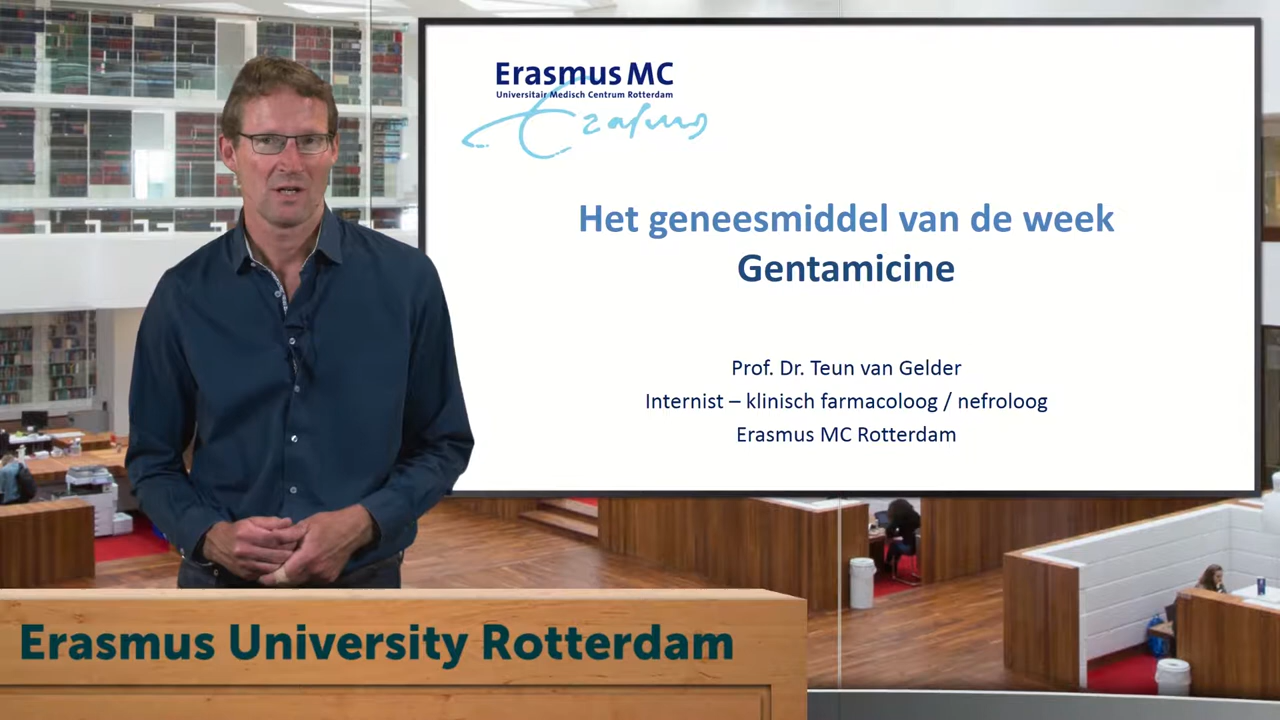 Erasmus MC
Universitair Medisch Centrum Rotterdam
Erasmus
Het geneesmiddel van de week
Gentamicine
Prof. Dr. Teun van Gelder
Internist – klinisch farmacoloog / nefroloog
Erasmus MC Rotterdam
Erasmus University Rotterdam